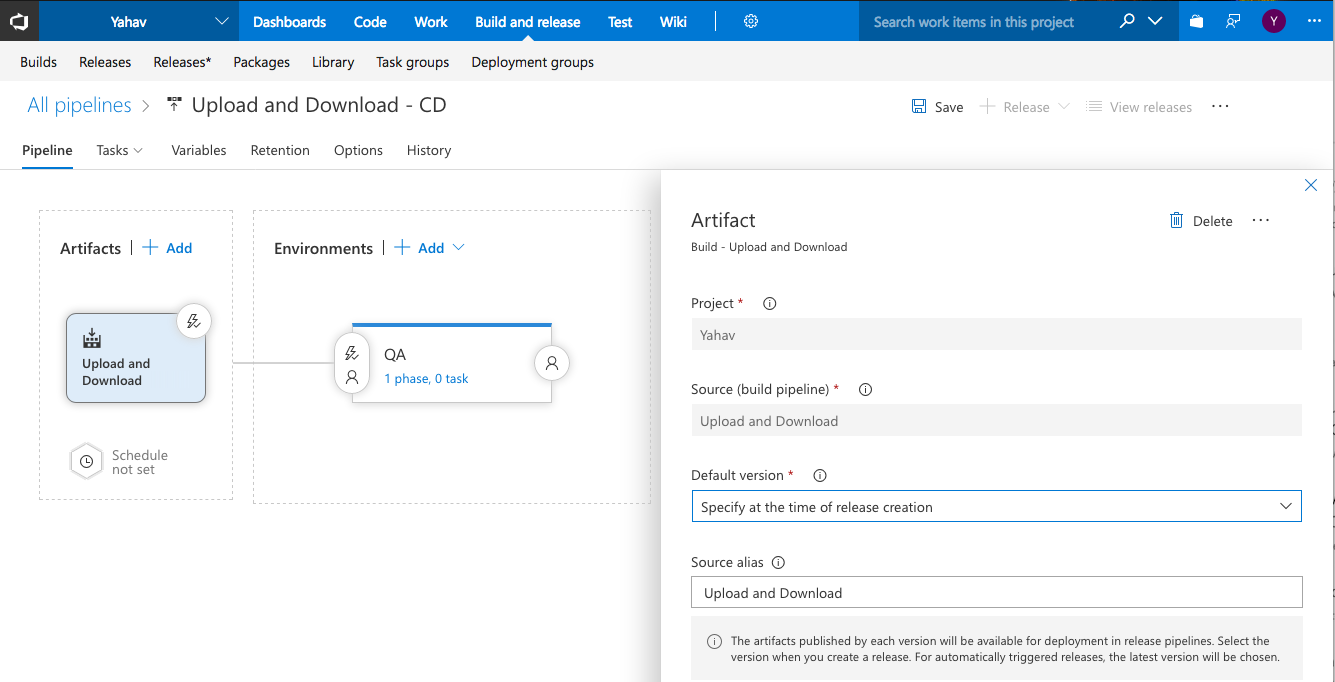 Yahav Dashboards Code Work Build and release Test Wiki Search work items in this project Y
Builds Releases Releases* Packages Library Task groups Deployment groups
All pipelines > Upload and Download - CD Save Release View releases ...
Pipeline Tasks Variables Retention Options History
Artifacts | + Add
Environments | + Add
Upload and
Download
Schedule
not set
QA
1 phase, 0 task
Artifact Delete ...
Build - Upload and Download
Project *
Yahav
Source (build pipeline) *
Upload and Download
Default version *
Specify at the time of release creation
Source alias
Upload and Download
The artifacts published by each version will be available for deployment in release pipelines. Select the
version when you create a release. For automatically triggered releases, the latest version will be chosen.